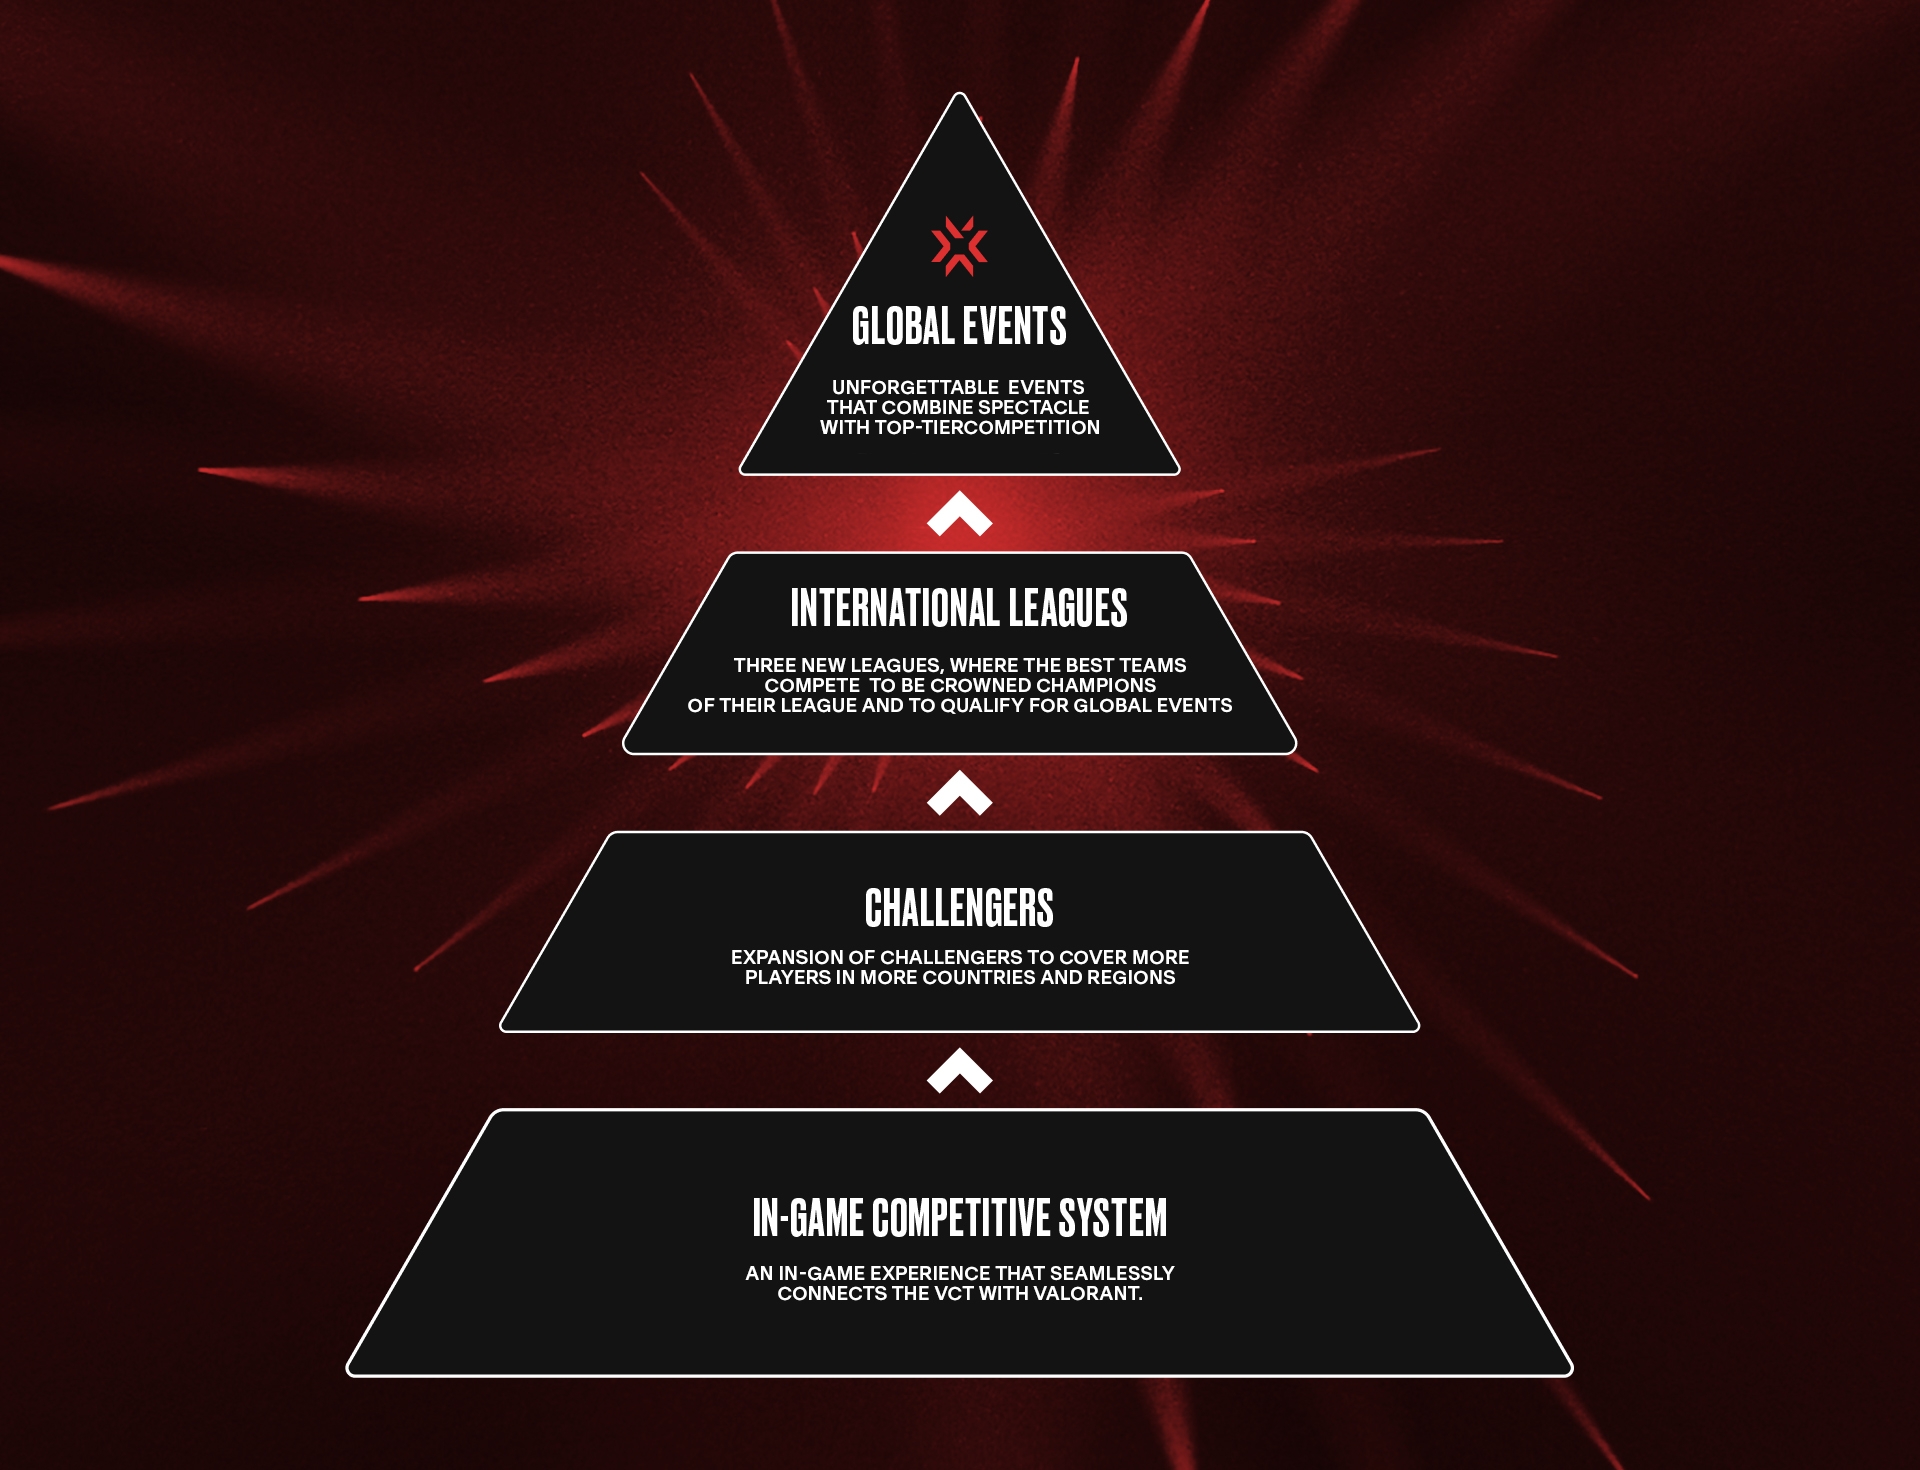 GLOBAL EVENTS
UNFORGETTABLE EVENTS
THAT COMBINE SPECTACLE
WITH TOP-TIERCOMPETITION
INTERNATIONAL LEAGUES
THREE NEW LEAGUES, WHERE THE BEST TEAMS
COMPETE TO BE CROWNED CHAMPIONS
OF THEIR LEAGUE AND TO QUALIFY FOR GLOBAL EVENTS
CHALLENGERS
EXPANSION OF CHALLENGERS TO COVER MORE
PLAYERS IN MORE COUNTRIES AND REGIONS
IN-GAME COMPETITIVE SYSTEM
AN IN-GAME EXPERIENCE THAT SEAMLESSLY
CONNECTS THE VCT WITH VALORANT.